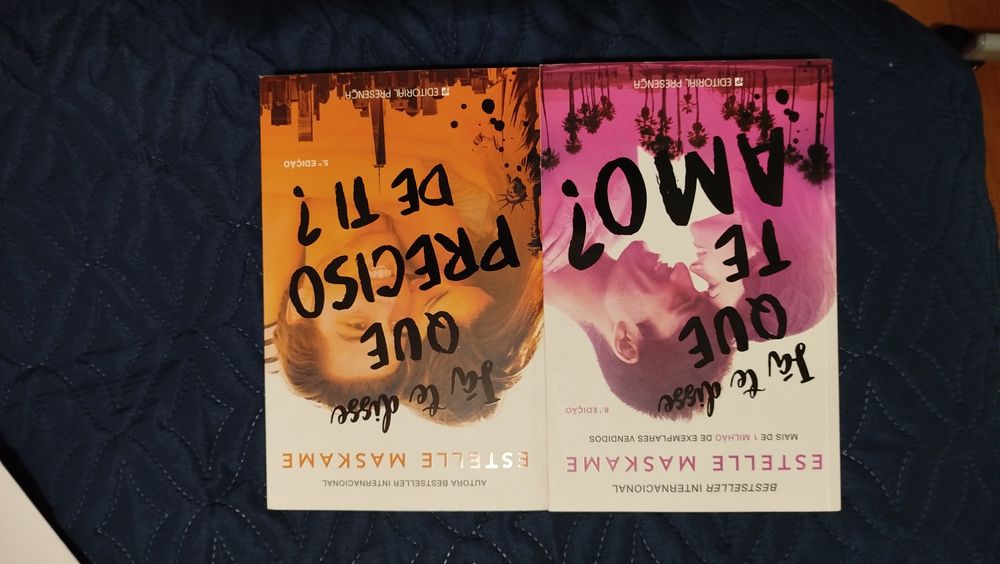 BESTSELLER INTERNACIONAL
ESTELLE MASKAME
MAIS DE 1 MILHÃO DE EXEMPLARES VENDIDOS
8.ª EDIÇÃO
Já te disse
QUE
TE
AMO?
EDITORIAL PRESENÇA
AUTORA BESTSELLER INTERNACIONAL
ESTELLE MASKAME
Já te disse
QUE
PRECISO
DE TI?
5.ª EDIÇÃO
EDITORIAL PRESENÇA